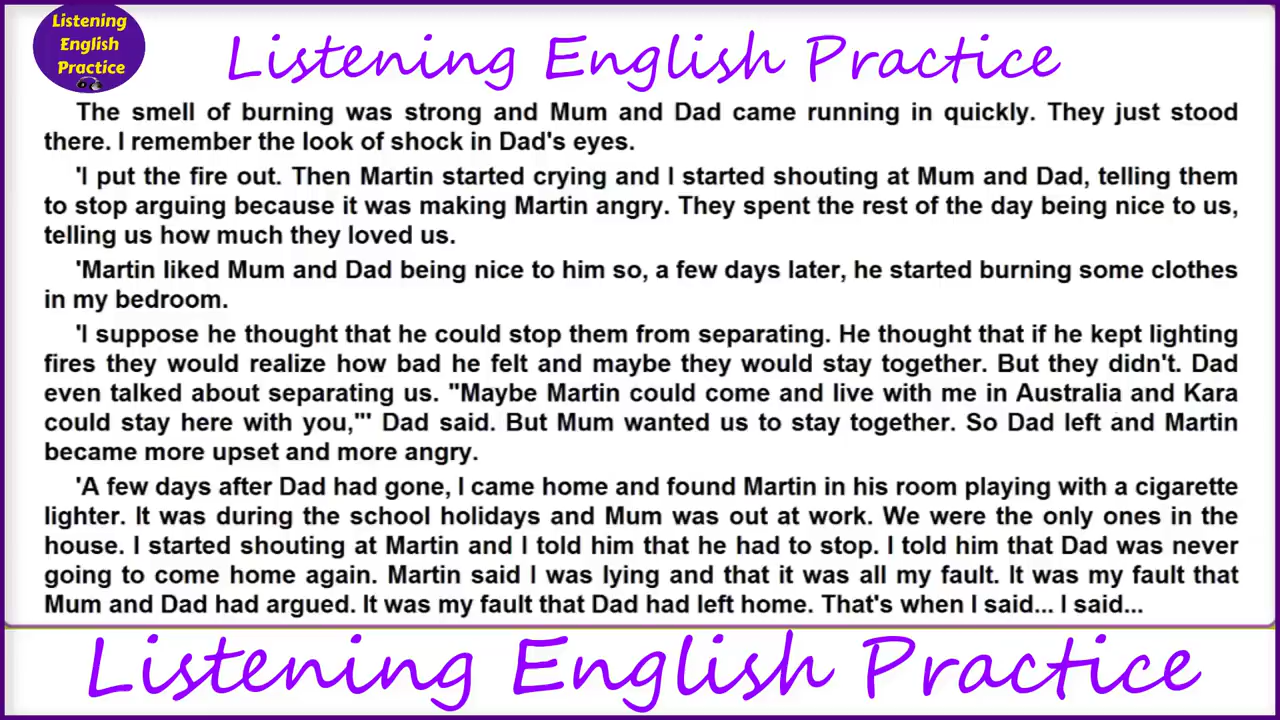 Listening
English
Practice
Listening English Practice
The smell of burning was strong and Mum and Dad came running in quickly. They just stood
there. I remember the look of shock in Dad's eyes.
'I put the fire out. Then Martin started crying and I started shouting at Mum and Dad, telling them
to stop arguing because it was making Martin angry. They spent the rest of the day being nice to us,
telling us how much they loved us.
'Martin liked Mum and Dad being nice to him so, a few days later, he started burning some clothes
in my bedroom.
'I suppose he thought that he could stop them from separating. He thought that if he kept lighting
fires they would realize how bad he felt and maybe they would stay together. But they didn't. Dad
even talked about separating us. "Maybe Martin could come and live with me in Australia and Kara
could stay here with you,"' Dad said. But Mum wanted us to stay together. So Dad left and Martin
became more upset and more angry.
'A few days after Dad had gone, I came home and found Martin in his room playing with a cigarette
lighter. It was during the school holidays and Mum was out at work. We were the only ones in the
house. I started shouting at Martin and I told him that he had to stop. I told him that Dad was never
going to come home again. Martin said I was lying and that it was all my fault. It was my fault that
Mum and Dad had argued. It was my fault that Dad had left home. That's when I said... I said...
Listening English Practice